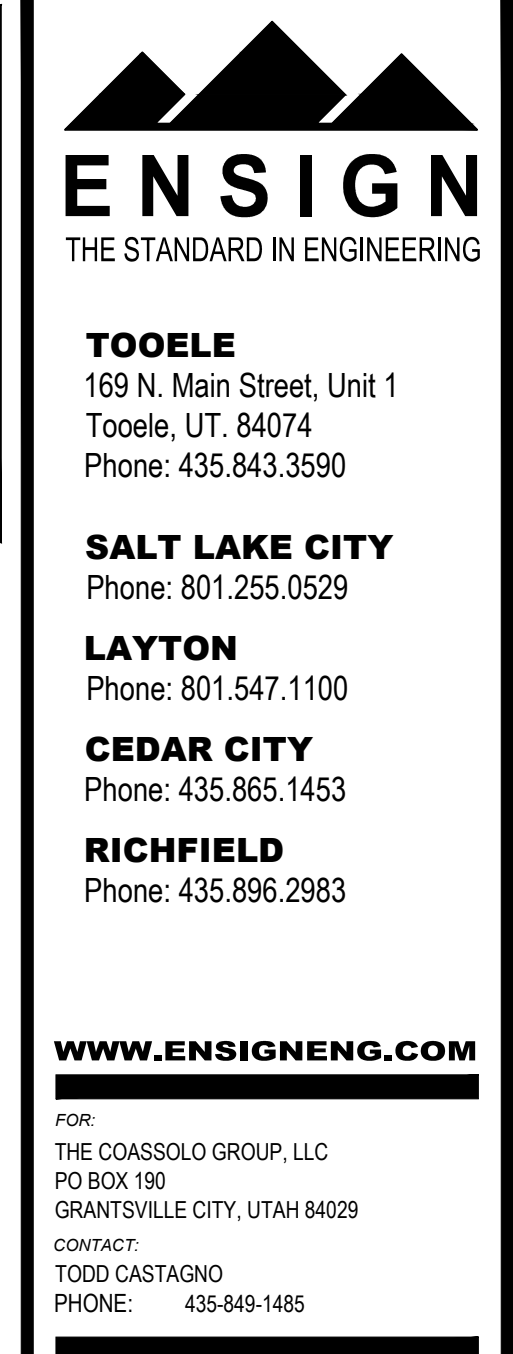 ENSIGN
THE STANDARD IN ENGINEERING
TOOELE
169 N. Main Street, Unit 1
Tooele, UT. 84074
Phone: 435.843.3590
SALT LAKE CITY
Phone: 801.255.0529
LAYTON
Phone: 801.547.1100
CEDAR CITY
Phone: 435.865.1453
RICHFIELD
Phone: 435.896.2983
WWW.ENSIGNENG.COM
FOR:
THE COASSOLO GROUP, LLC
PO BOX 190
GRANTSVILLE CITY, UTAH 84029
CONTACT:
TODD CASTAGNO
PHONE: 435-849-1485